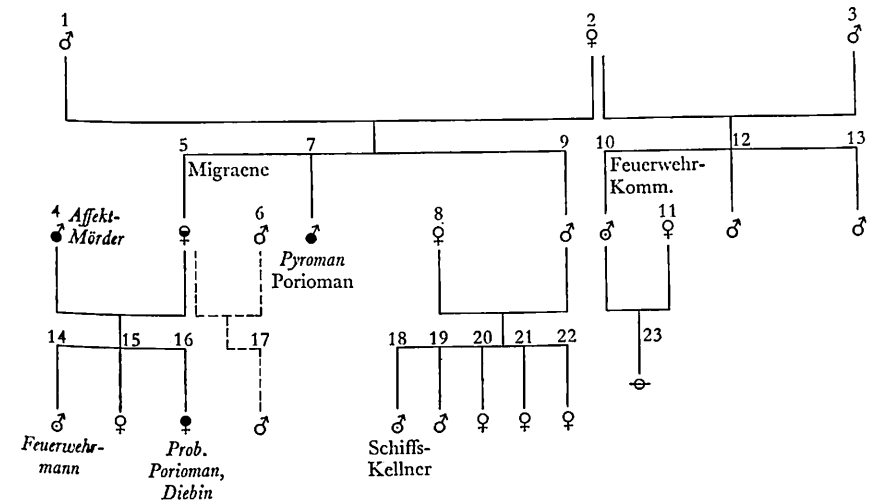 1 2 3
5 7 9 10 12 13
Migraene
Feuerwehr-
Komm.
4 Affekt-
Mörder
6 8 11
Pyroman
Porioman
14 15 16 17 18 19 20 21 22 23
Feuerwehr-
mann
Prob.
Porioman,
Diebin
Schiffs-
Kellner